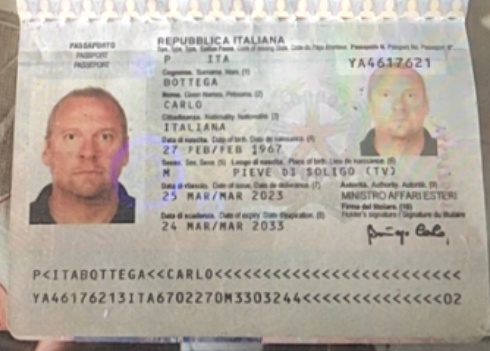 REPUBBLICA ITALIANA
PASSAPORTO
PASSPORT
PASSEPORT
P ITA YA4617621
Cognome. Surname. Nom. (1)
BOTTEGA
Nome. Given Names. Prénoms. (2)
CARLO
Cittadinanza. Nationality. Nationalité. (3)
ITALIANA
Data di nascita. Date of birth. Date de naissance. (4)
27 FEB/FEB 1967
Sesso. Sex. Sexe. (5) Luogo di nascita. Place of birth. Lieu de naissance. (6)
M PIEVE DI SOLIGO (TV)
Data di rilascio. Date of issue. Date de délivrance. (7) Autorità. Authority. Autorité. (9)
25 MAR/MAR 2023 MINISTRO AFFARI ESTERI
Data di scadenza. Date of expiry. Date d'expiration. (8) Firma del titolare. (10)
Holder's signature / Signature du titulaire
24 MAR/MAR 2033
P<ITABOTTEGA<<CARLO<<<<<<<<<<<<<<<<<<<<<<<<<
YA46176213ITA6702270M3303244<<<<<<<<<<<<<<02